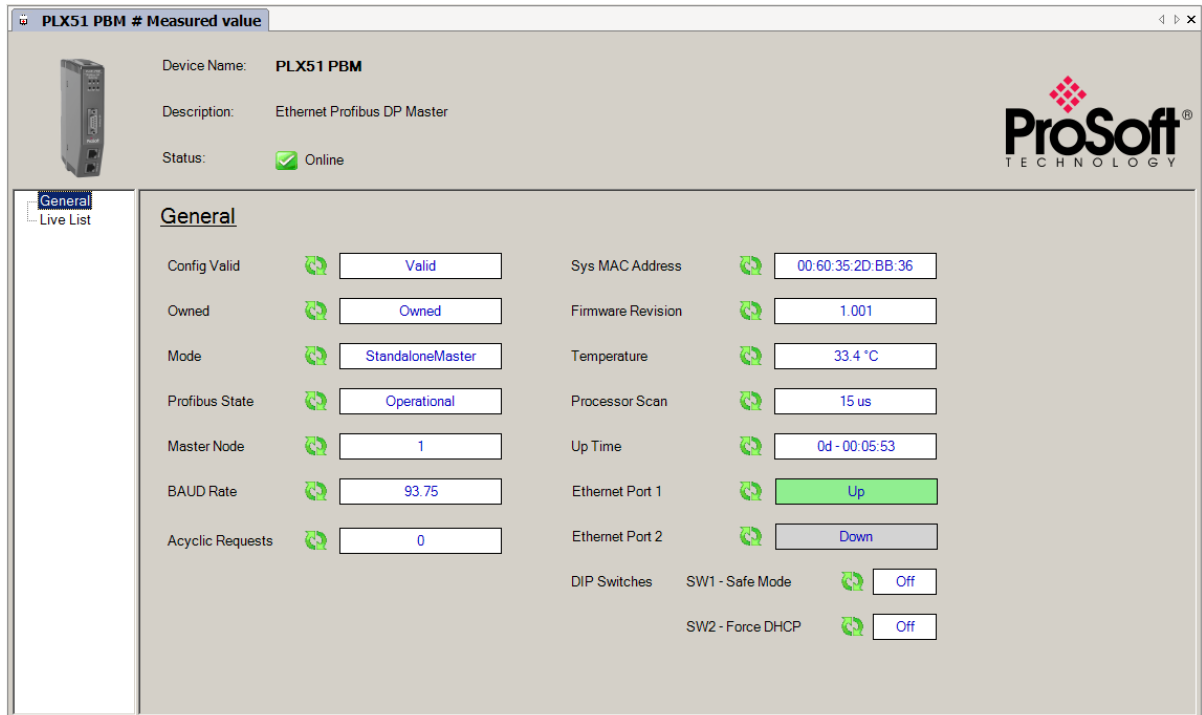 PLX51 PBM # Measured value
Device Name: PLX51 PBM
Description: Ethernet Profibus DP Master
Status: Online
ProSoft®
TECHNOLOGY
General
Live List
General
Config Valid Valid
Owned Owned
Mode StandaloneMaster
Profibus State Operational
Master Node 1
BAUD Rate 93.75
Acyclic Requests 0
Sys MAC Address 00:60:35:2D:BB:36
Firmware Revision 1.001
Temperature 33.4 °C
Processor Scan 15 us
Up Time 0d - 00:05:53
Ethernet Port 1 Up
Ethernet Port 2 Down
DIP Switches SW1 - Safe Mode Off
SW2 - Force DHCP Off